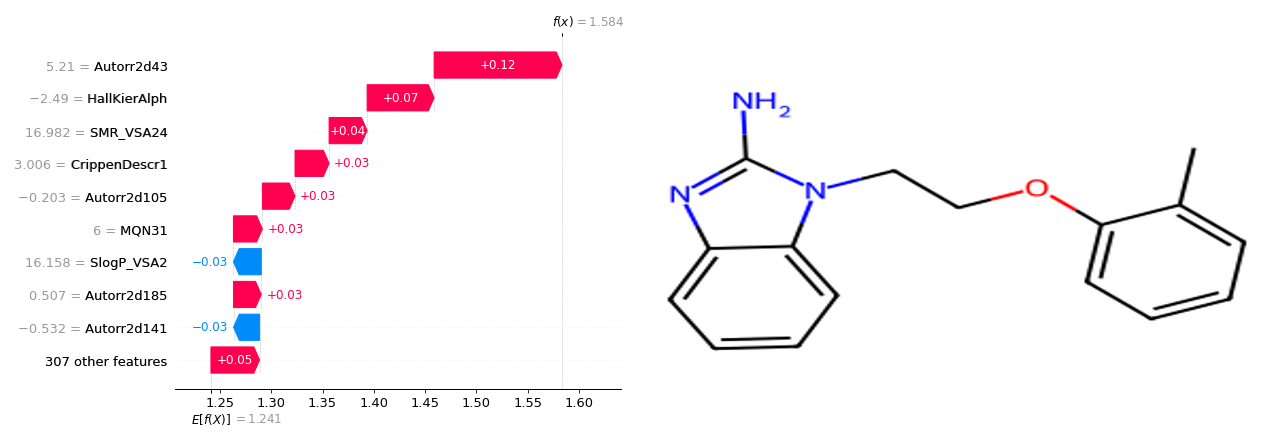 f(x) = 1.584
5.21 = Autorr2d43
+0.12
−2.49 = HallKierAlph
+0.07
16.982 = SMR_VSA24
+0.04
3.006 = CrippenDescr1
+0.03
−0.203 = Autorr2d105
+0.03
6 = MQN31
+0.03
16.158 = SlogP_VSA2
−0.03
0.507 = Autorr2d185
+0.03
−0.532 = Autorr2d141
−0.03
307 other features
+0.05
1.25 1.30 1.35 1.40 1.45 1.50 1.55 1.60
E[f(X)] = 1.241
NH2
N
N
O